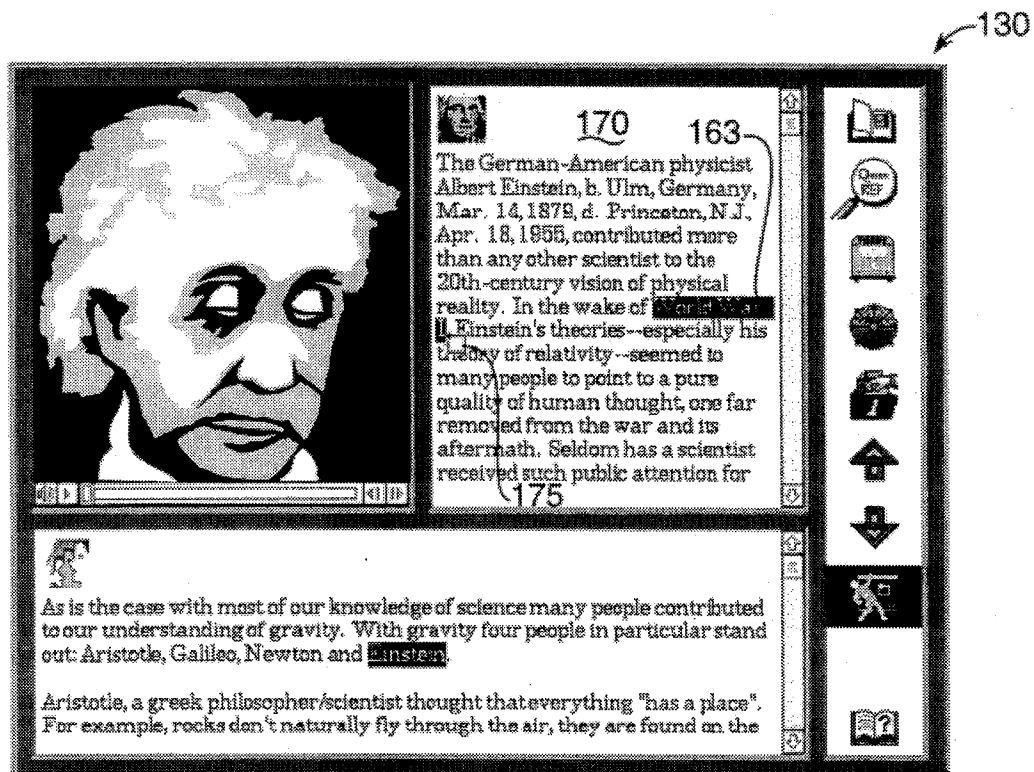 130
170
163
The German-American physicist
Albert Einstein, b. Ulm, Germany,
Mar. 14, 1879, d. Princeton, N.J.,
Apr. 18, 1955, contributed more
than any other scientist to the
20th-century vision of physical
reality. In the wake of World War
I, Einstein's theories--especially his
theory of relativity--seemed to
many people to point to a pure
quality of human thought, one far
removed from the war and its
aftermath. Seldom has a scientist
received such public attention for
175
REF
1
As is the case with most of our knowledge of science many people contributed
to our understanding of gravity. With gravity four people in particular stand
out: Aristotle, Galileo, Newton and Einstein.
Aristotle, a greek philosopher/scientist thought that everything "has a place".
For example, rocks don't naturally fly through the air, they are found on the
?